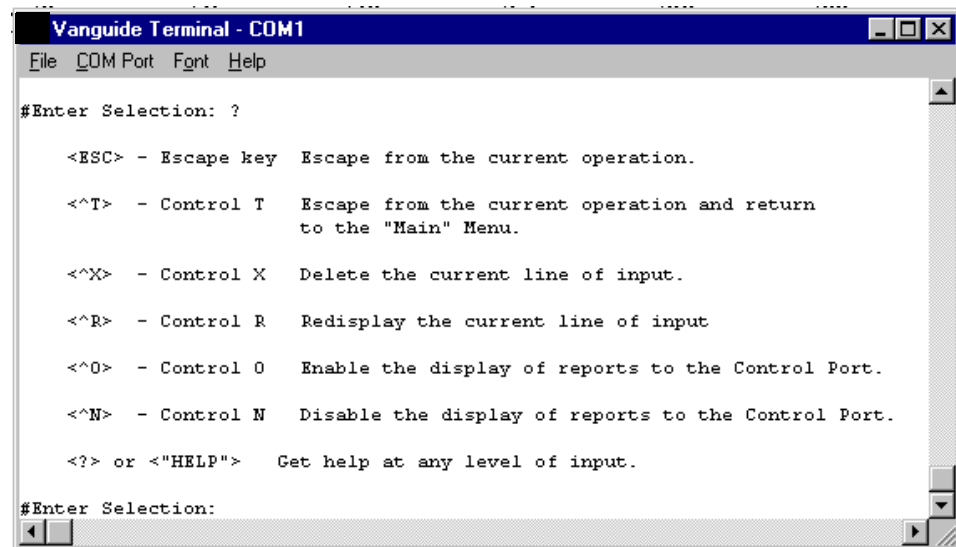 Vanguide Terminal - COM1
File COM Port Font Help
#Enter Selection: ?
<ESC> - Escape key Escape from the current operation.
<^T> - Control T Escape from the current operation and return
to the "Main" Menu.
<^X> - Control X Delete the current line of input.
<^R> - Control R Redisplay the current line of input
<^O> - Control O Enable the display of reports to the Control Port.
<^N> - Control N Disable the display of reports to the Control Port.
<?> or <"HELP"> Get help at any level of input.
#Enter Selection: